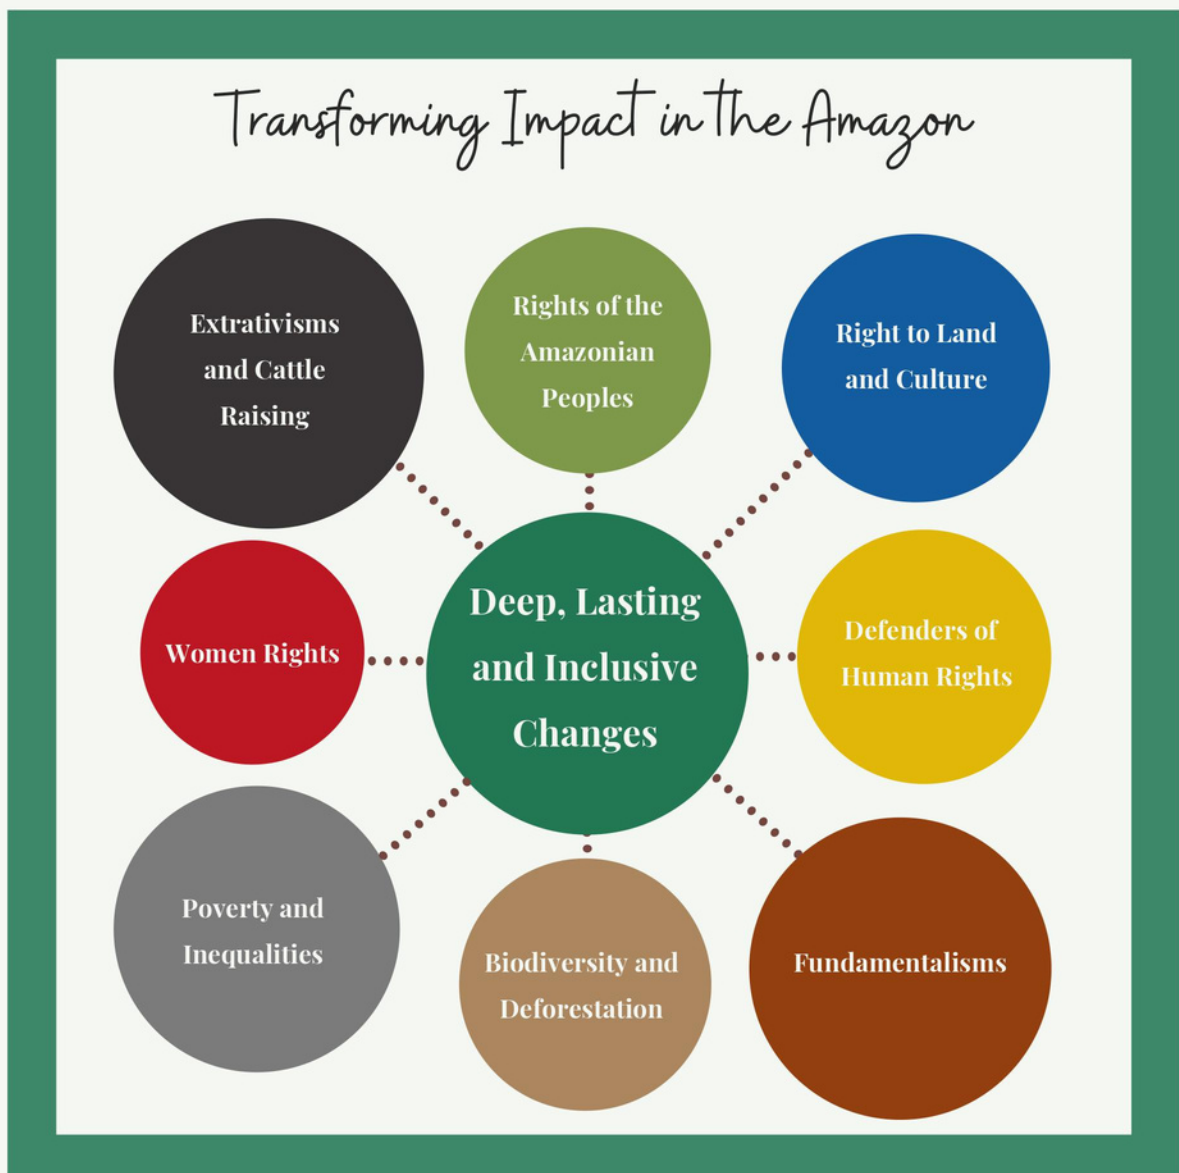 Transforming Impact in the Amazon
Extrativisms
and Cattle
Raising
Rights of the
Amazonian
Peoples
Right to Land
and Culture
Women Rights
Deep, Lasting
and Inclusive
Changes
Defenders of
Human Rights
Poverty and
Inequalities
Biodiversity and
Deforestation
Fundamentalisms